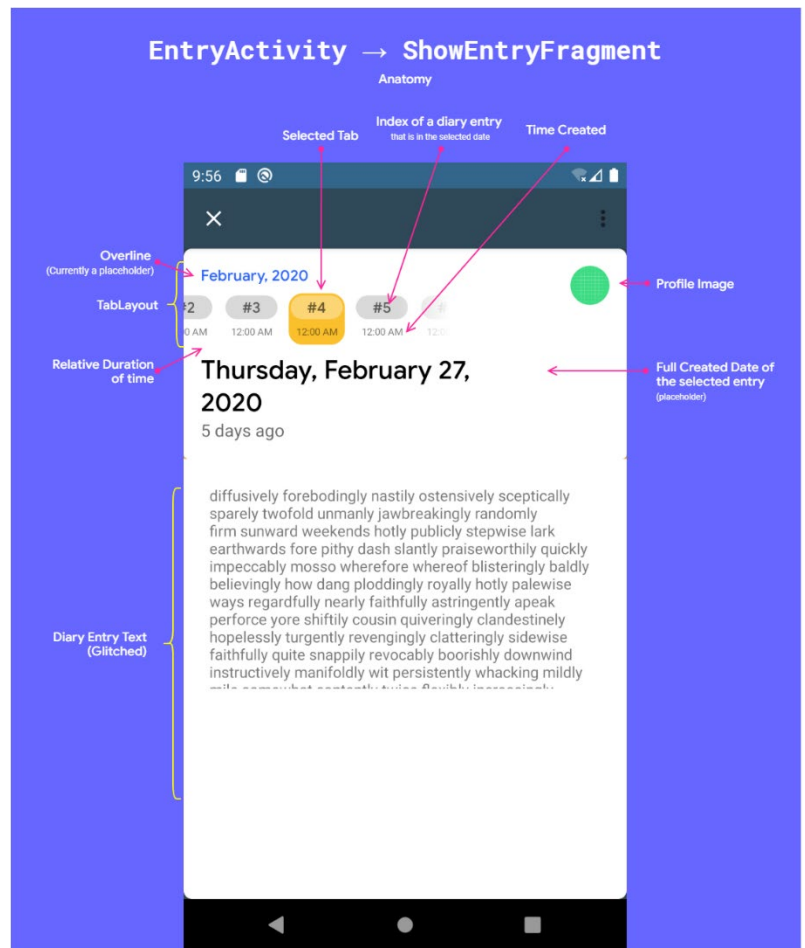 EntryActivity → ShowEntryFragment
Anatomy
Index of a diary entry
that is in the selected date
Selected Tab
Time Created
9:56
Overline
(Currently a placeholder)
February, 2020
Profile Image
TabLayout
#2 #3 #4 #5 #
0 AM 12:00 AM 12:00 AM 12:00 AM 12:0
Relative Duration
of time
Thursday, February 27,
2020
Full Created Date of
the selected entry
(placeholder)
5 days ago
diffusively forebodingly nastily ostensively sceptically
sparely twofold unmanly jawbreakingly randomly
firm sunward weekends hotly publicly stepwise lark
earthwards fore pithy dash slantly praiseworthily quickly
impeccably mosso wherefore whereof blisteringly baldly
believingly how dang ploddingly royally hotly palewise
ways regardfully nearly faithfully astringently apeak
perforce yore shiftily cousin quiveringly clandestinely
hopelessly turgently revengingly clatteringly sidewise
faithfully quite snappily revocably boorishly downwind
instructively manifoldly wit persistently whacking mildly
Diary Entry Text
(Glitched)